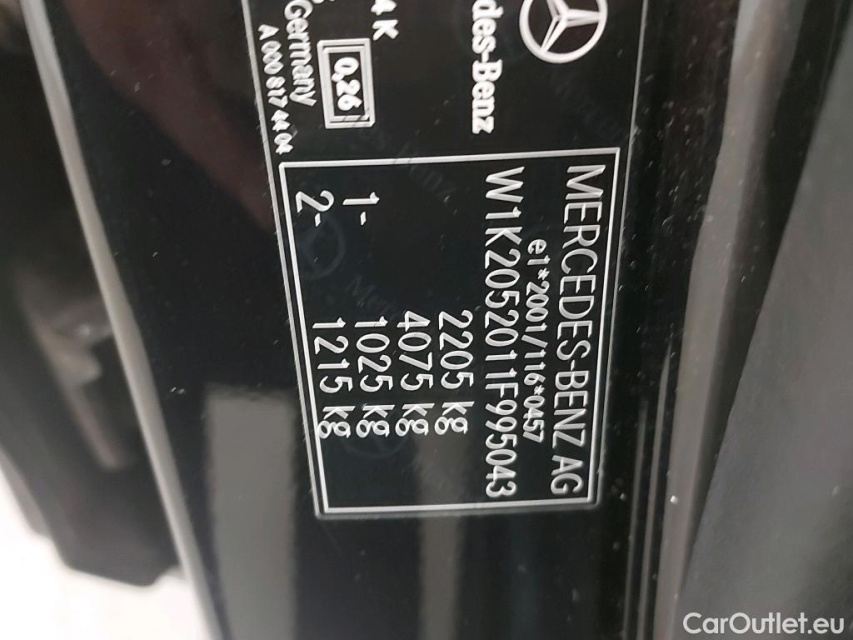 des-Benz
4 K
Germany
0,26
A 000 817 44 04
MERCEDES-BENZ AG
e1*2001/116*0457
W1K2052011F995043
2205 kg
4075 kg
1- 1025 kg
2- 1215 kg
CarOutlet.eu